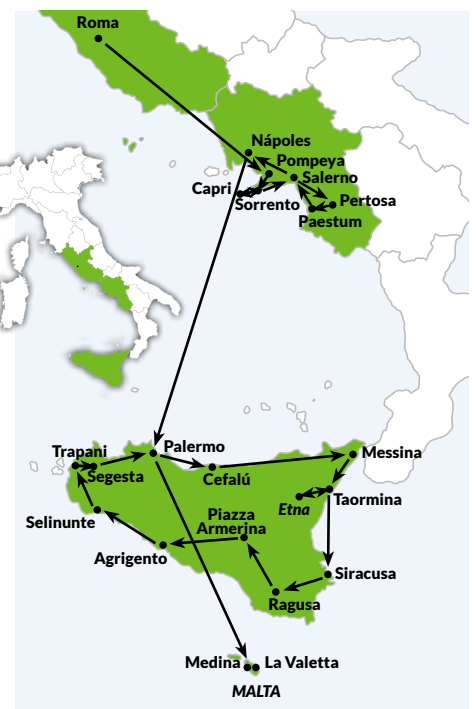 Roma
Nápoles
Pompeya
Capri
Salerno
Sorrento
Pertosa
Paestum
Trapani
Palermo
Messina
Segesta
Cefalú
Etna
Taormina
Selinunte
Piazza
Armerina
Agrigento
Siracusa
Ragusa
Medina
La Valetta
MALTA